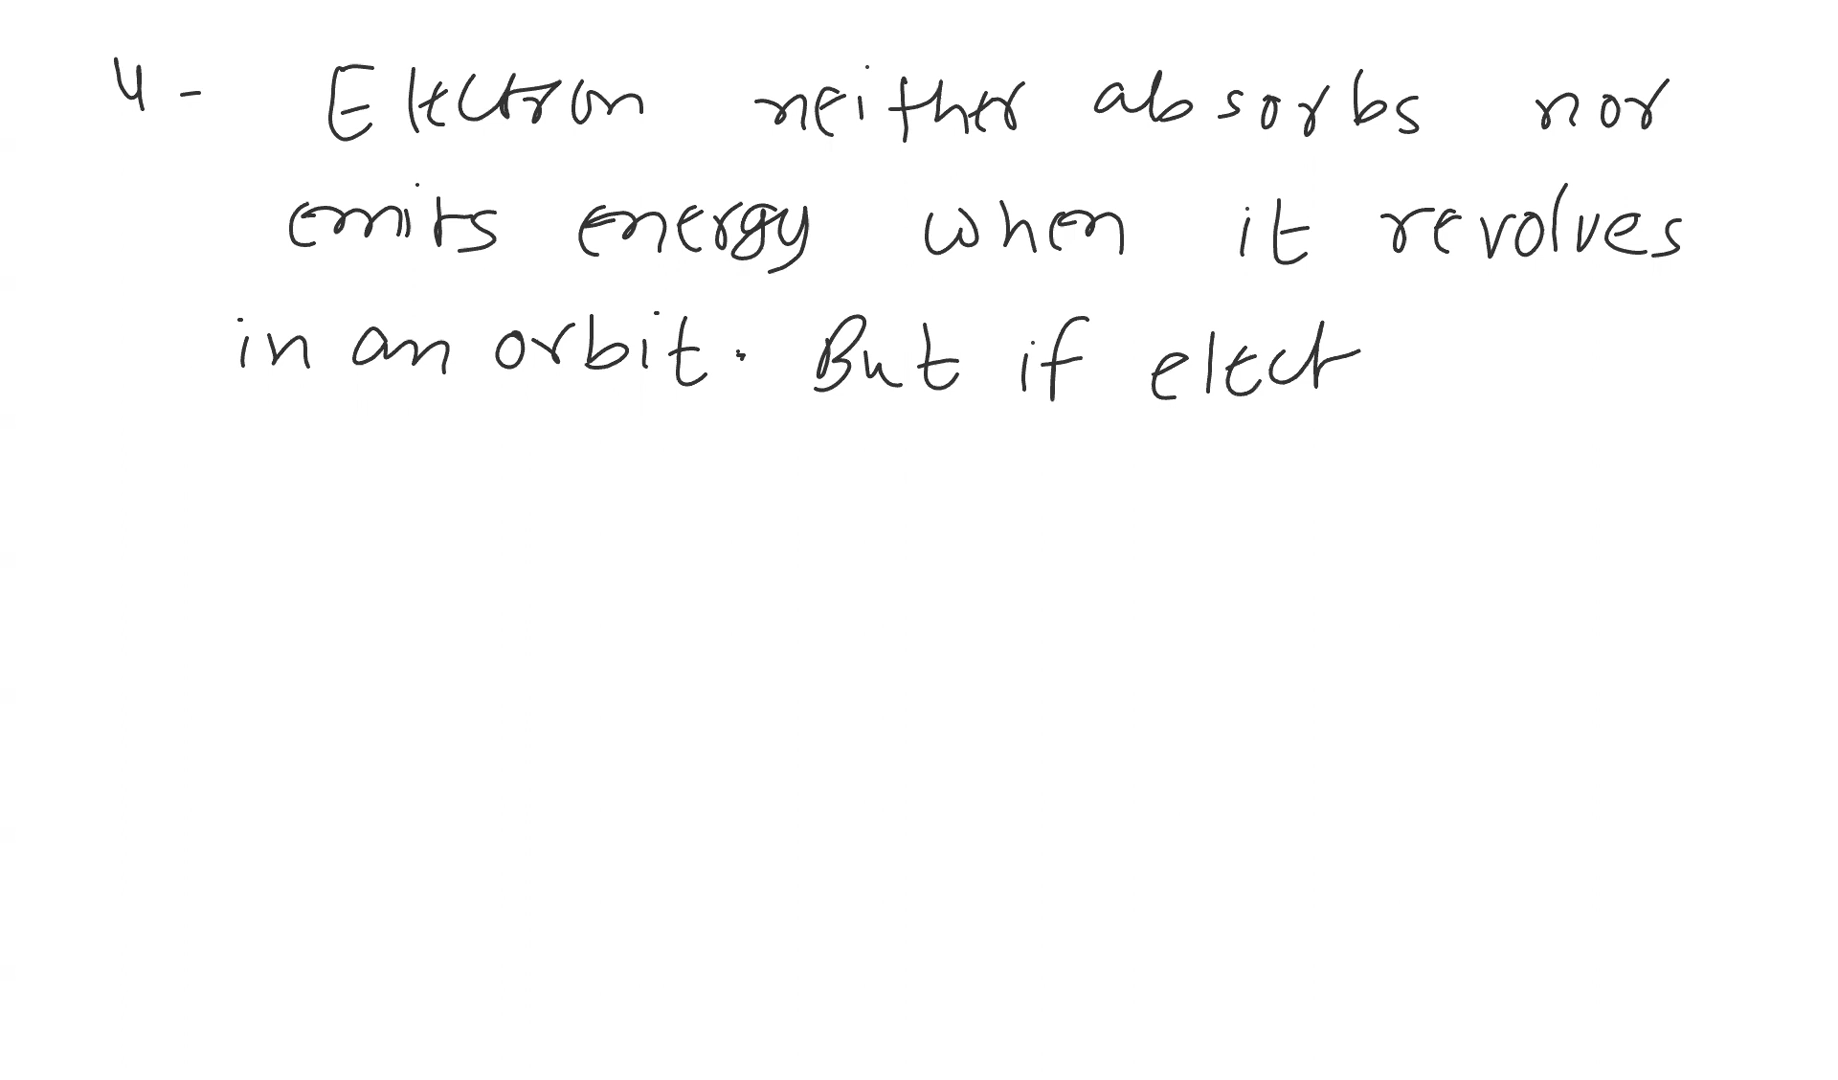 4- Electron neither absorbs nor
emits energy when it revolves
in an orbit. But if elect